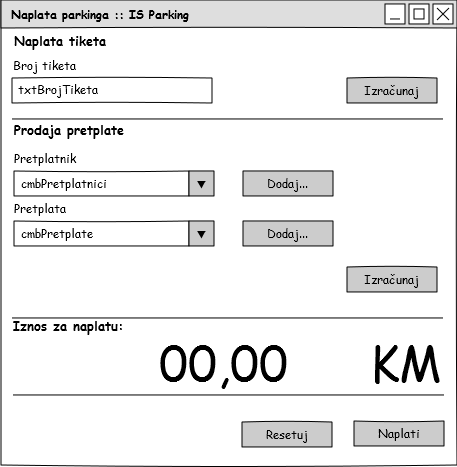 Naplata parkinga :: IS Parking
Naplata tiketa
Broj tiketa
txtBrojTiketa
Izračunaj
Prodaja pretplate
Pretplatnik
cmbPretplatnici
Dodaj...
Pretplata
cmbPretplate
Dodaj...
Izračunaj
Iznos za naplatu:
00,00 KM
Resetuj
Naplati